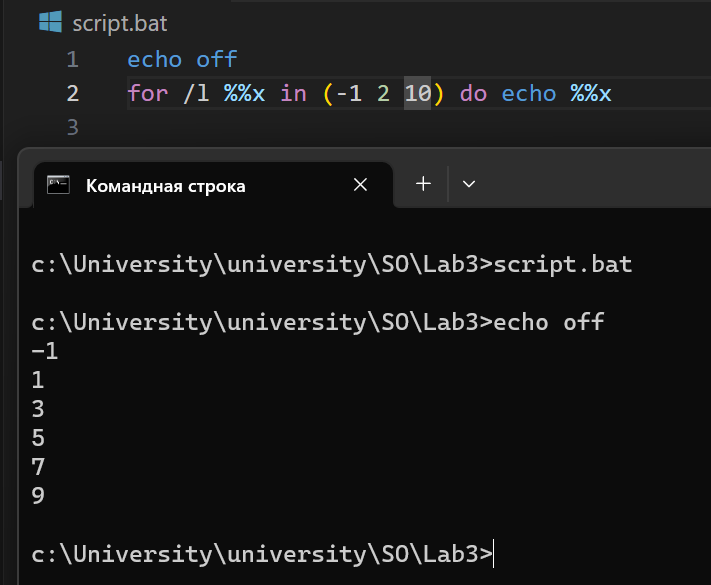 script.bat
1 echo off
2 for /l %%x in (-1 2 10) do echo %%x
3
Командная строка
c:\University\university\SO\Lab3>script.bat
c:\University\university\SO\Lab3>echo off
-1
1
3
5
7
9
c:\University\university\SO\Lab3>